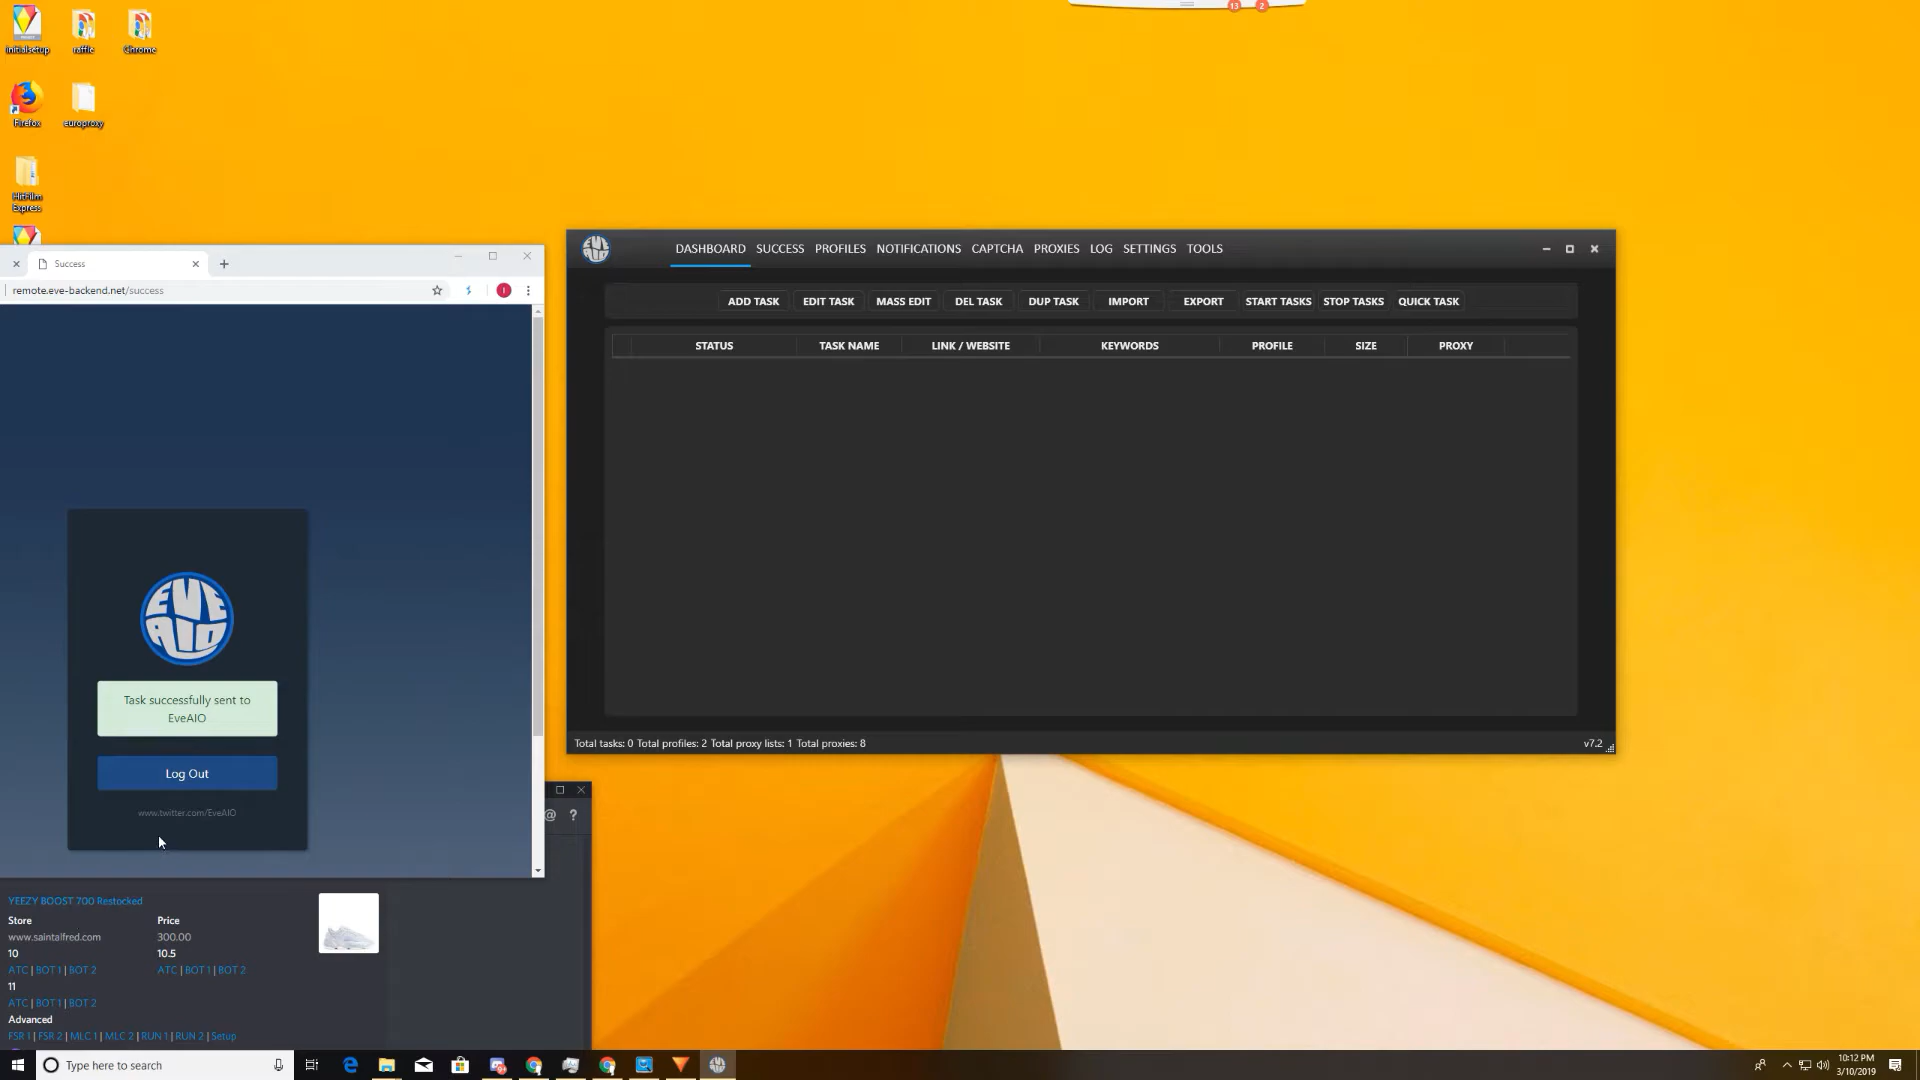 13
2
initialsetup
raffle
Chrome
Firefox
europroxy
HitFilm
Express
Success
remote.eve-backend.net/success
EVE
AIO
Task successfully sent to
EveAIO
Log Out
www.twitter.com/EveAIO
EVE
AIO
DASHBOARD SUCCESS PROFILES NOTIFICATIONS CAPTCHA PROXIES LOG SETTINGS TOOLS
ADD TASK EDIT TASK MASS EDIT DEL TASK DUP TASK IMPORT EXPORT START TASKS STOP TASKS QUICK TASK
STATUS TASK NAME LINK / WEBSITE KEYWORDS PROFILE SIZE PROXY
Total tasks: 0 Total profiles: 2 Total proxy lists: 1 Total proxies: 8
v7.2
@ ?
YEEZY BOOST 700 Restocked
Store Price
www.saintalfred.com 300.00
10 10.5
ATC | BOT 1 | BOT 2 ATC | BOT 1 | BOT 2
11
ATC | BOT 1 | BOT 2
Advanced
FSR 1 | FSR 2 | MLC 1 | MLC 2 | RUN 1 | RUN 2 | Setup
Type here to search
10:12 PM
3/10/2019